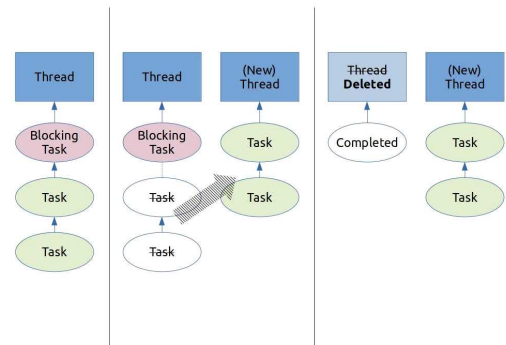 Thread
Blocking
Task
Task
Task
Thread
(New)
Thread
Blocking
Task
Task
Task
Task
Task
Thread
Deleted
(New)
Thread
Completed
Task
Task